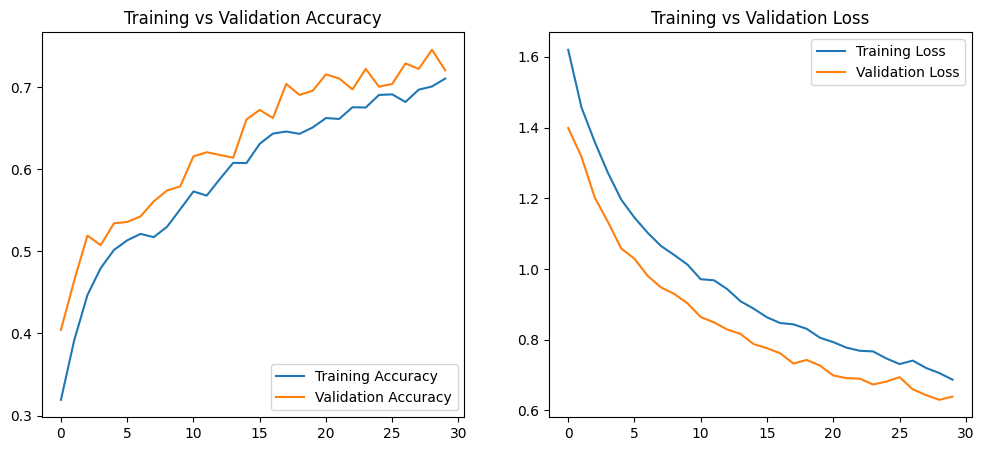 Training vs Validation Accuracy
0.7
0.6
0.5
0.4
0.3
0 5 10 15 20 25 30
Training Accuracy
Validation Accuracy
Training vs Validation Loss
1.6
1.4
1.2
1.0
0.8
0.6
0 5 10 15 20 25 30
Training Loss
Validation Loss